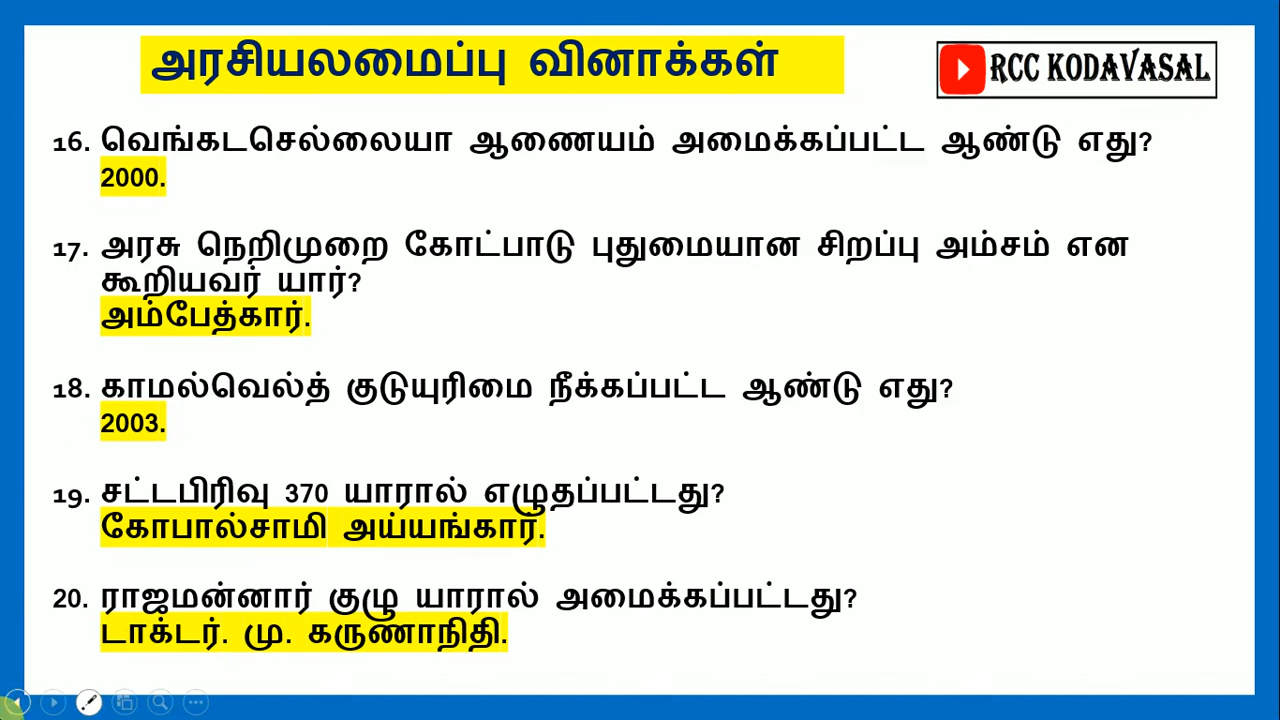 அரசியலமைப்பு வினாக்கள்
RCC KODAVASAL
16. வெங்கடசெல்லையா ஆணையம் அமைக்கப்பட்ட ஆண்டு எது?
2000.
17. அரசு நெறிமுறை கோட்பாடு புதுமையான சிறப்பு அம்சம் என
கூறியவர் யார்?
அம்பேத்கார்.
18. காமல்வெல்த் குடுயுரிமை நீக்கப்பட்ட ஆண்டு எது?
2003.
19. சட்டபிரிவு 370 யாரால் எழுதப்பட்டது?
கோபால்சாமி அய்யங்கார்.
20. ராஜமன்னார் குழு யாரால் அமைக்கப்பட்டது?
டாக்டர். மு. கருணாநிதி.